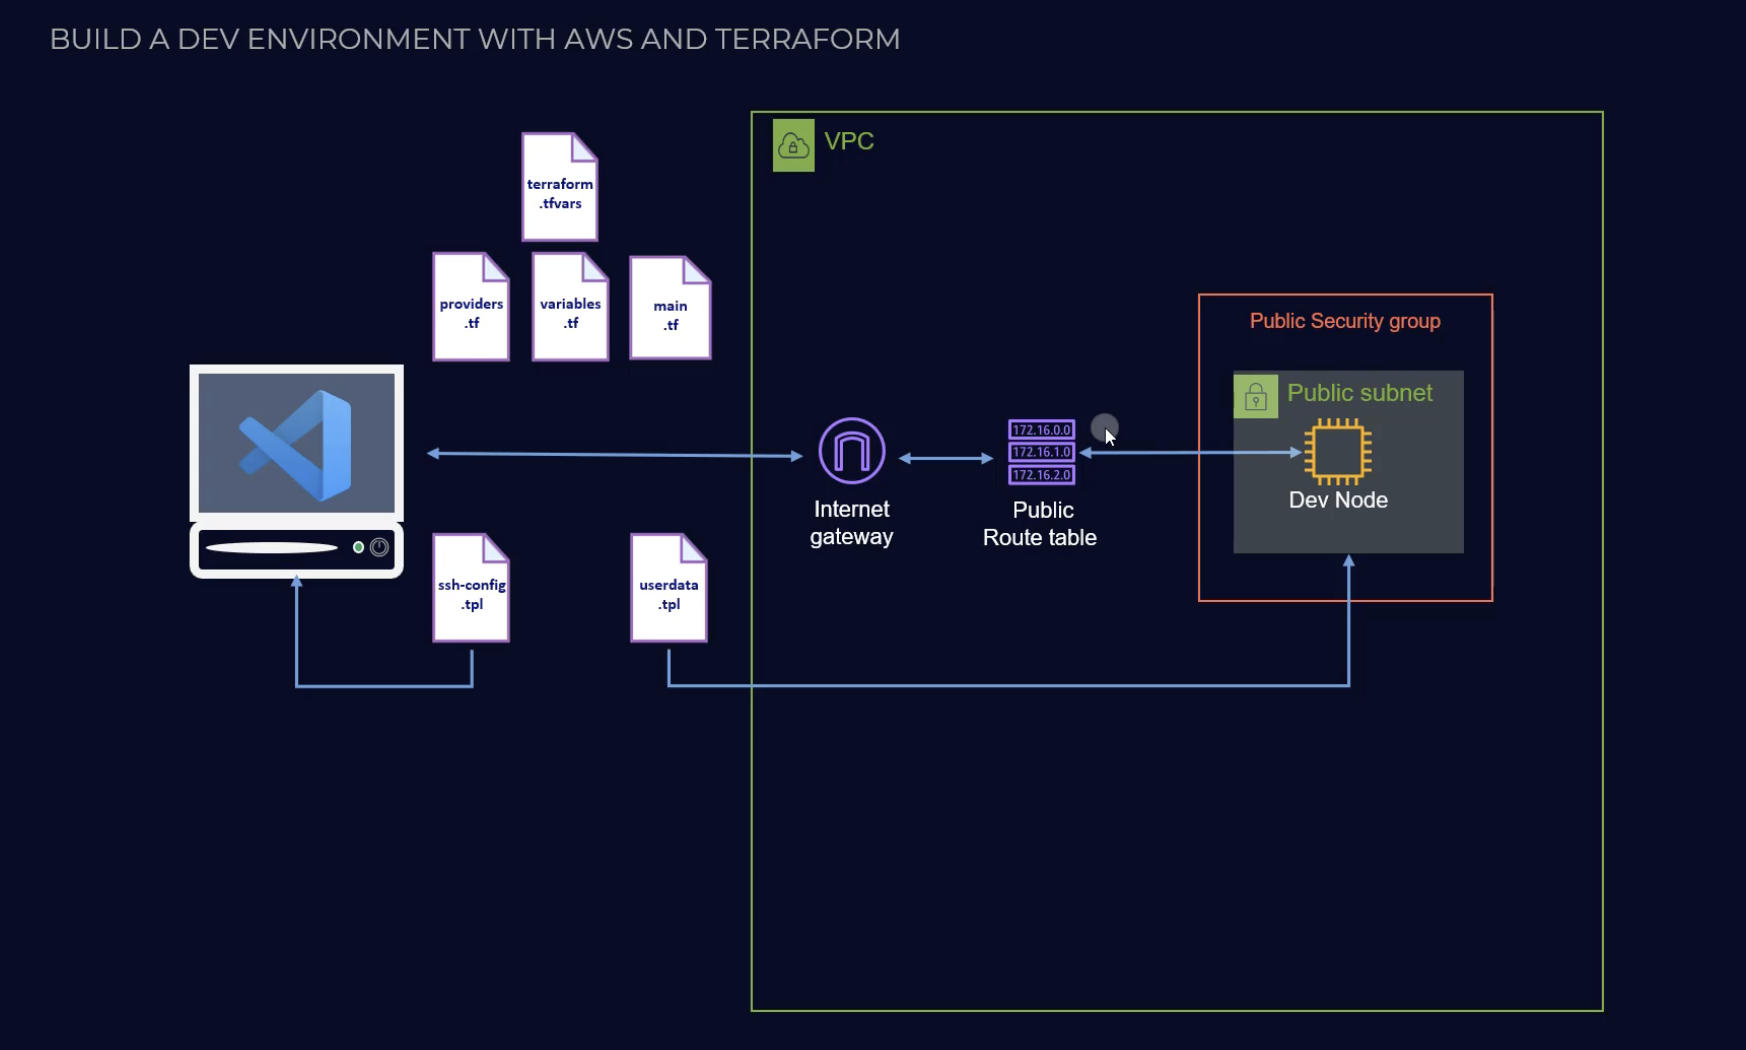 BUILD A DEV ENVIRONMENT WITH AWS AND TERRAFORM
VPC
terraform
.tfvars
providers
.tf
variables
.tf
main
.tf
Public Security group
Public subnet
172.16.0.0
172.16.1.0
172.16.2.0
Dev Node
Internet
gateway
Public
Route table
ssh-config
.tpl
userdata
.tpl